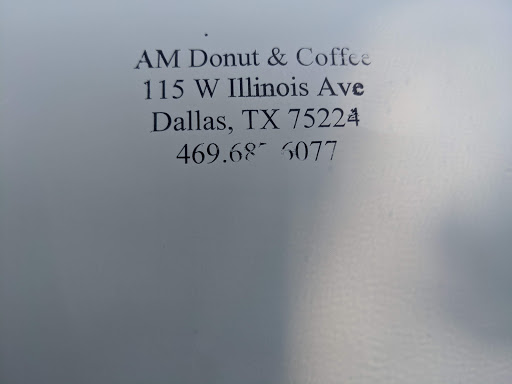 AM Donut & Coffee
115 W Illinois Ave
Dallas, TX 75224